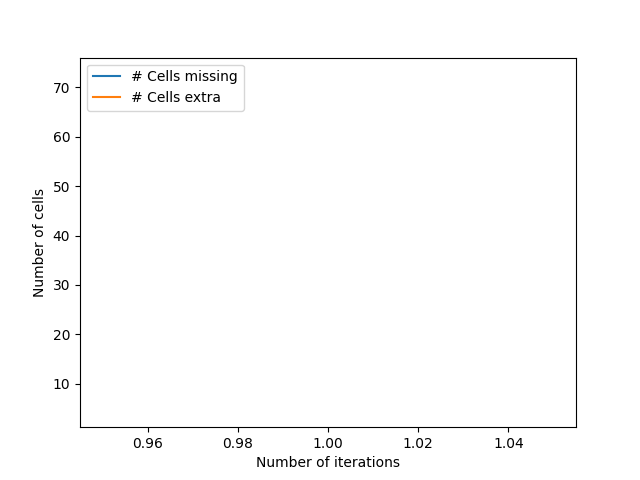 # Cells missing
# Cells extra
70
60
50
40
30
20
10
Number of cells
0.96 0.98 1.00 1.02 1.04
Number of iterations